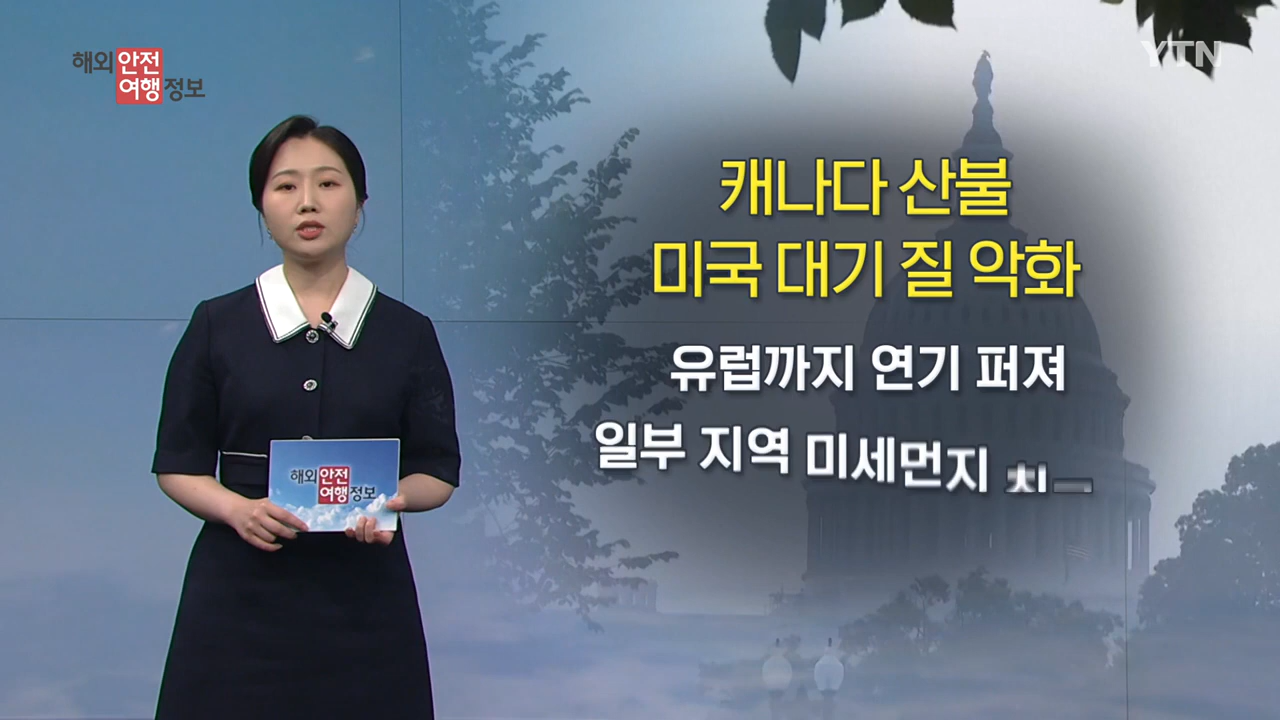 해외 안전
여행 정보
YTN
캐나다 산불
미국 대기 질 악화
유럽까지 연기 퍼져
일부 지역 미세먼지
해외 안전
여행 정보